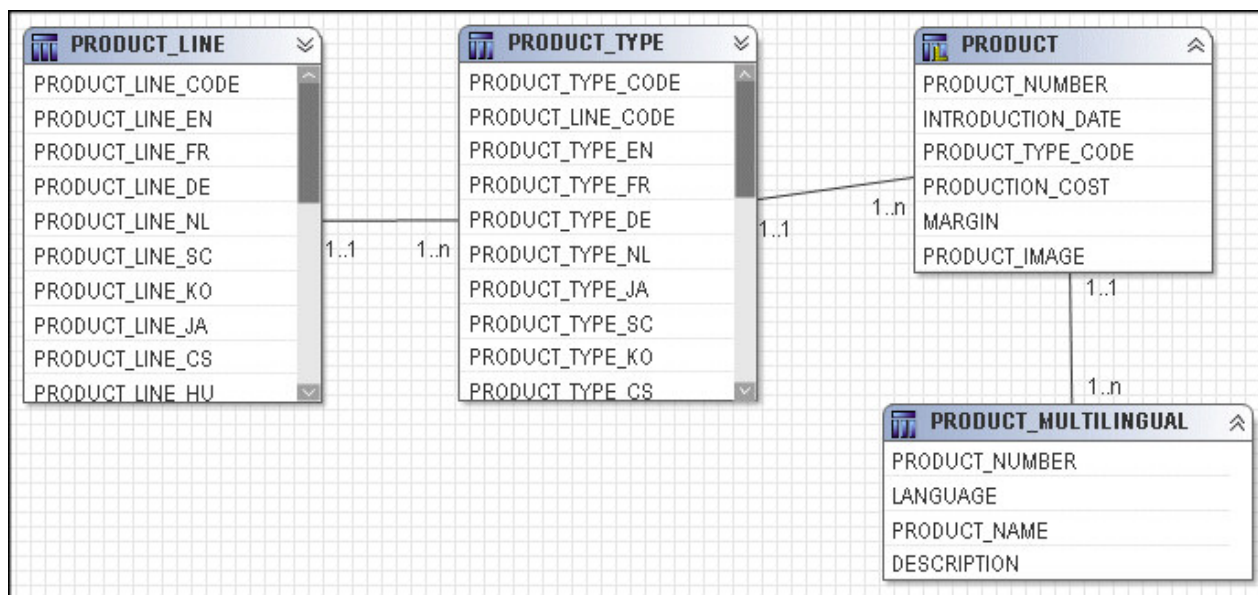 PRODUCT_LINE
PRODUCT_LINE_CODE
PRODUCT_LINE_EN
PRODUCT_LINE_FR
PRODUCT_LINE_DE
PRODUCT_LINE_NL
PRODUCT_LINE_SC
PRODUCT_LINE_KO
PRODUCT_LINE_JA
PRODUCT_LINE_CS
PRODUCT_LINE_HU
1..1
1..n
PRODUCT_TYPE
PRODUCT_TYPE_CODE
PRODUCT_LINE_CODE
PRODUCT_TYPE_EN
PRODUCT_TYPE_FR
PRODUCT_TYPE_DE
PRODUCT_TYPE_NL
PRODUCT_TYPE_JA
PRODUCT_TYPE_SC
PRODUCT_TYPE_KO
PRODUCT_TYPE_CS
1..1
1..n
PRODUCT
PRODUCT_NUMBER
INTRODUCTION_DATE
PRODUCT_TYPE_CODE
PRODUCTION_COST
MARGIN
PRODUCT_IMAGE
1..1
1..n
PRODUCT_MULTILINGUAL
PRODUCT_NUMBER
LANGUAGE
PRODUCT_NAME
DESCRIPTION